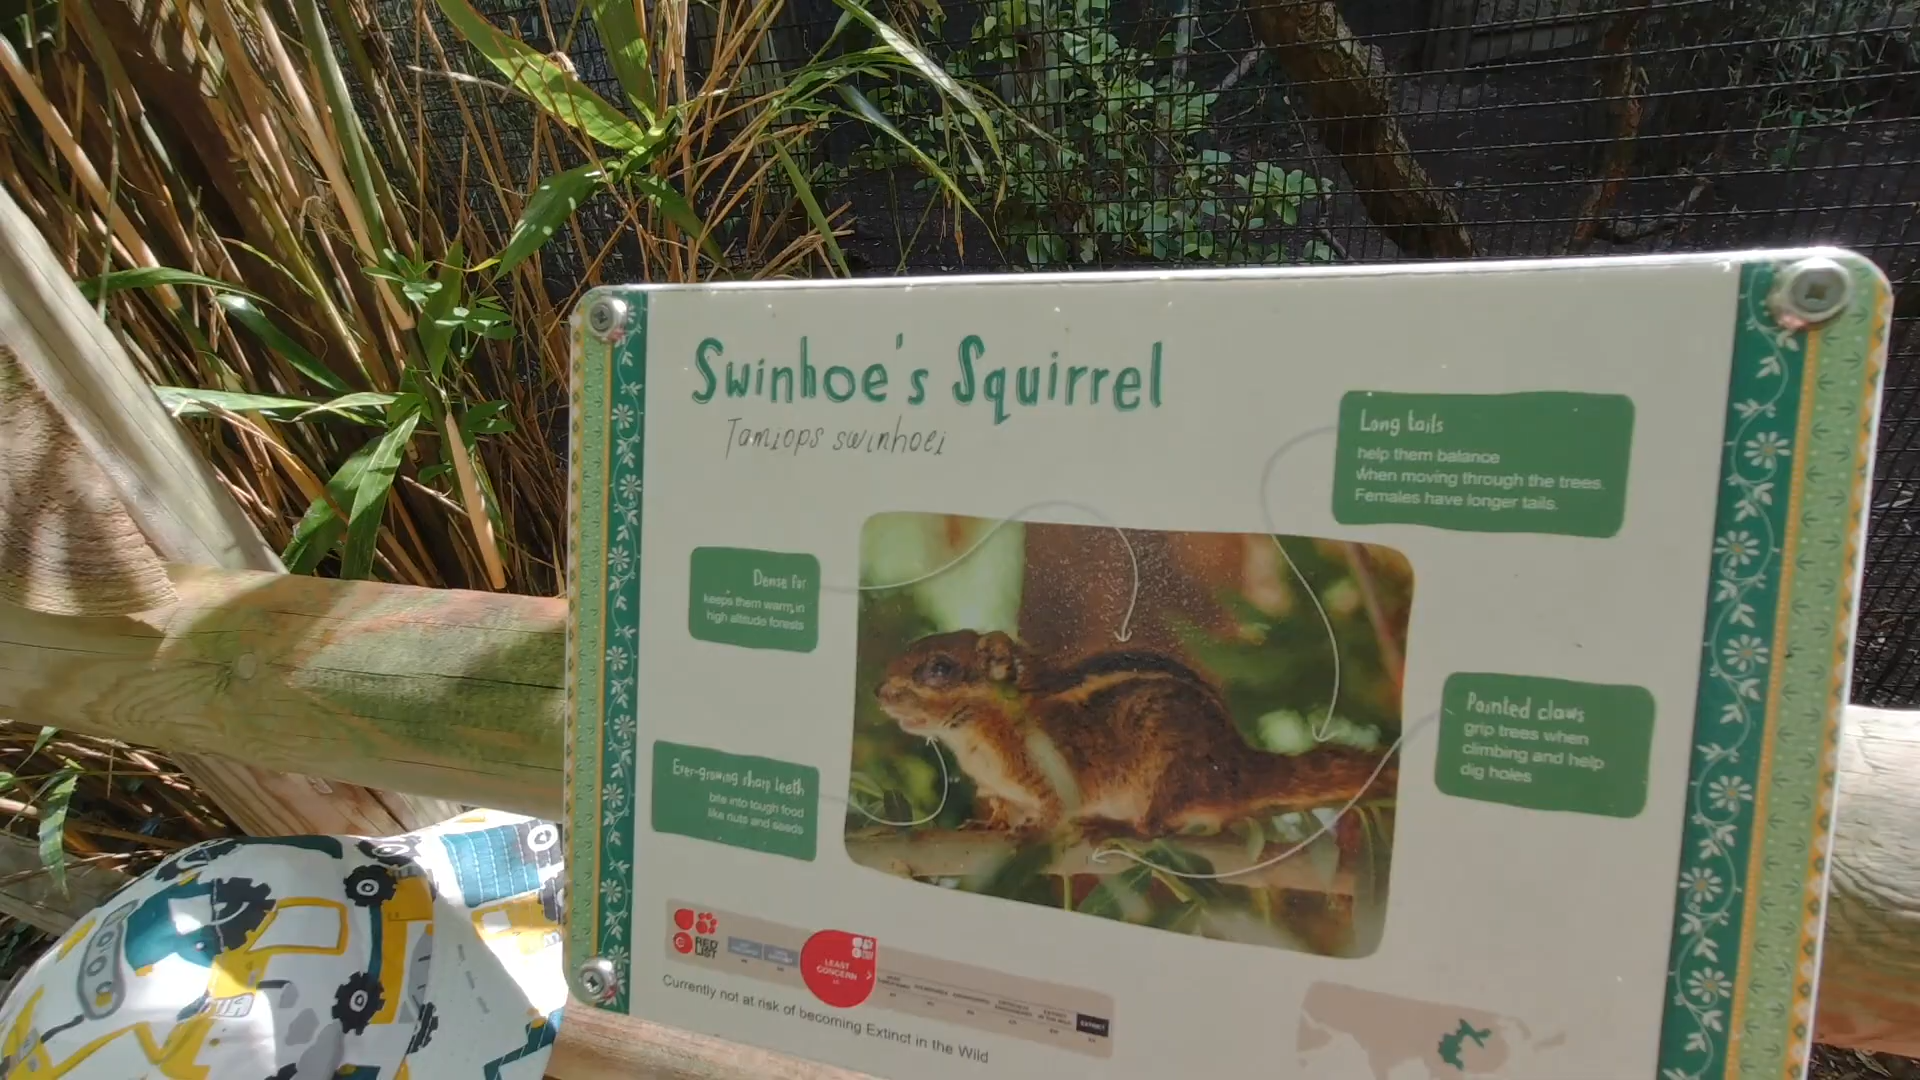 Swinhoe's Squirrel
Tamiops swinhoei
Long tails
help them balance
when moving through the trees.
Females have longer tails.
Dense fur
keeps them warm in
high altitude forests
Pointed claws
grip trees when
climbing and help
dig holes
Ever-growing sharp teeth
bite into tough food
like nuts and seeds
RED
LIST
LEAST
CONCERN
EXTINCT
Currently not at risk of becoming Extinct in the Wild